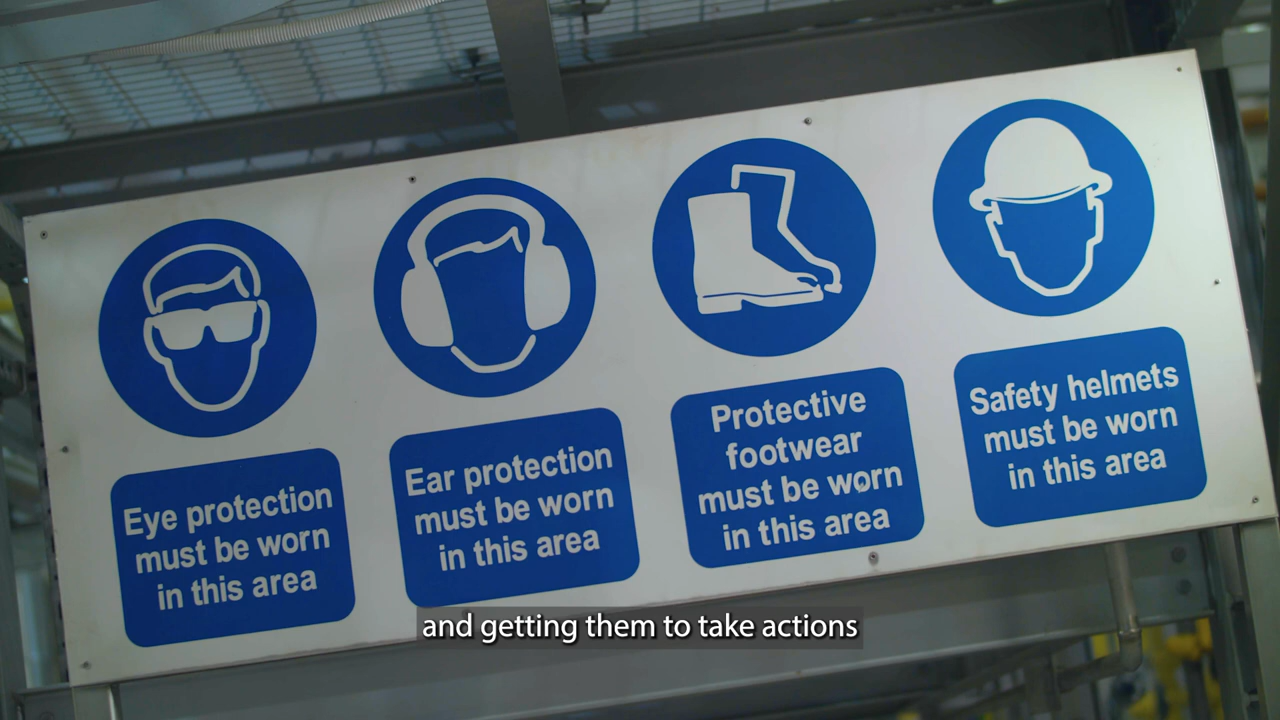 Eye protection
must be worn
in this area
Ear protection
must be worn
in this area
Protective
footwear
must be worn
in this area
Safety helmets
must be worn
in this area
and getting them to take actions